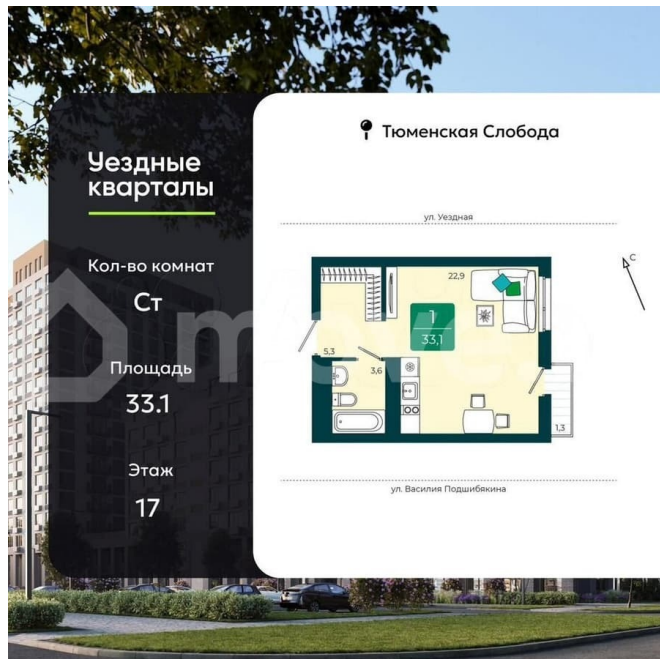 Уездные
кварталы
Кол-во комнат
Ст
Площадь
33.1
Этаж
17
Тюменская Слобода
ул. Уездная
С
22,9
1
33,1
5.3
3,6
1,3
ул. Василия Подшибякина
move